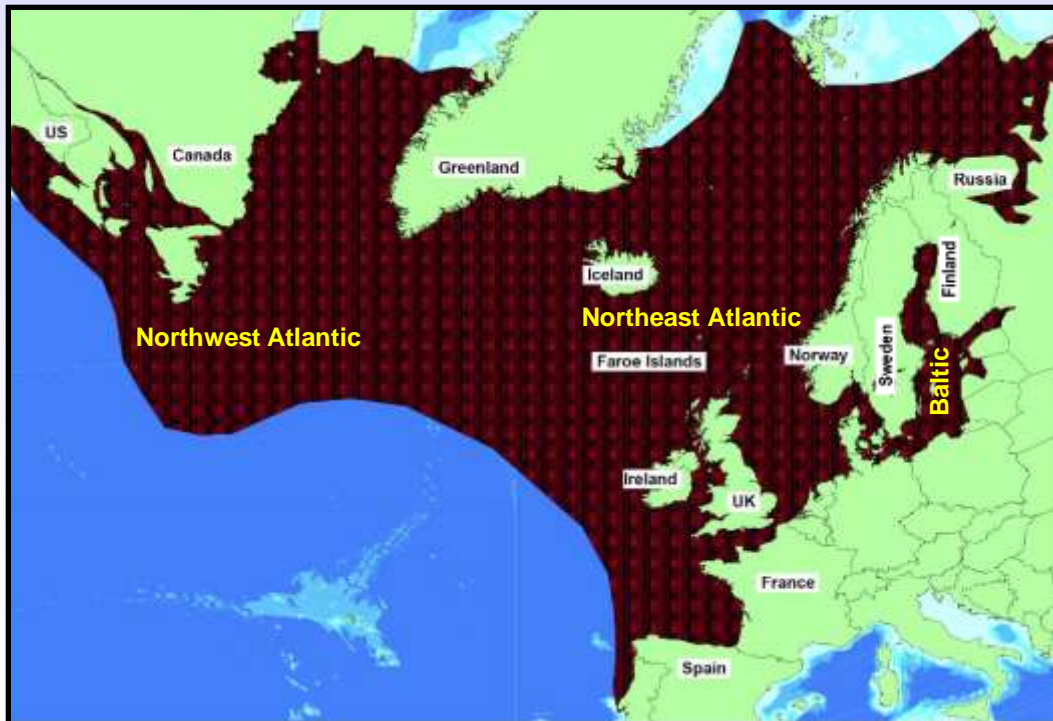 US
Canada
Greenland
Russia
Iceland
Finland
Northwest Atlantic
Northeast Atlantic
Faroe Islands
Norway
Sweden
Baltic
Ireland
UK
France
Spain